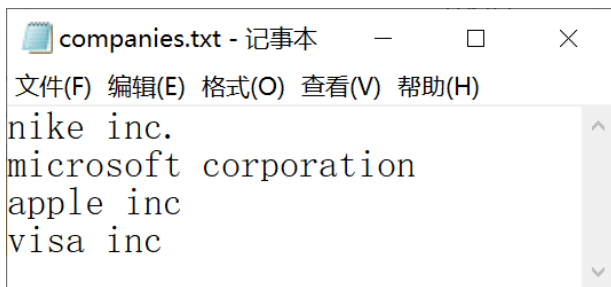 companies.txt - 记事本
文件(F) 编辑(E) 格式(O) 查看(V) 帮助(H)
nike inc.
microsoft corporation
apple inc
visa inc